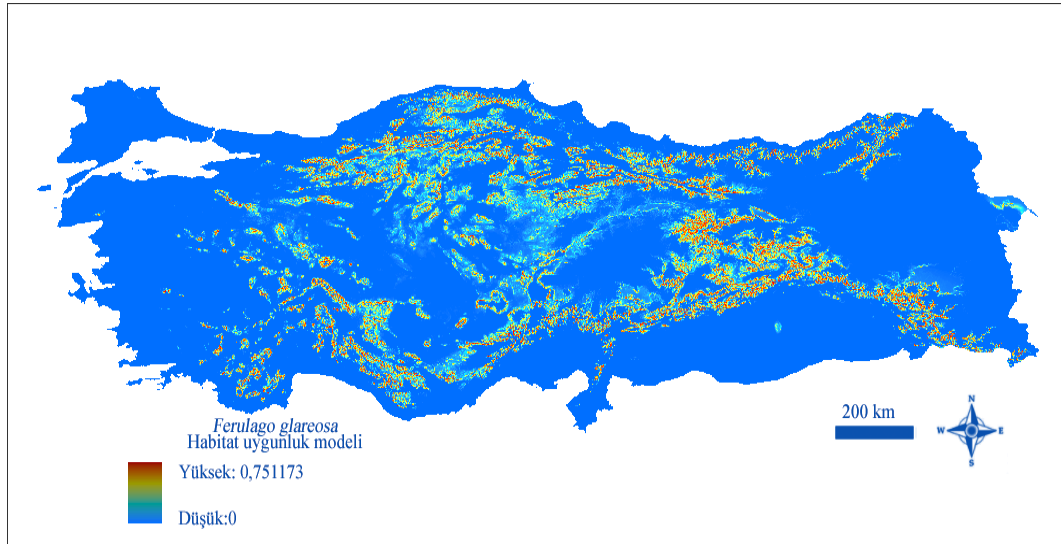 Ferulago glareosa
Habitat uygunluk modeli
Yüksek: 0,751173
Düşük:0
200 km
N
W E
S